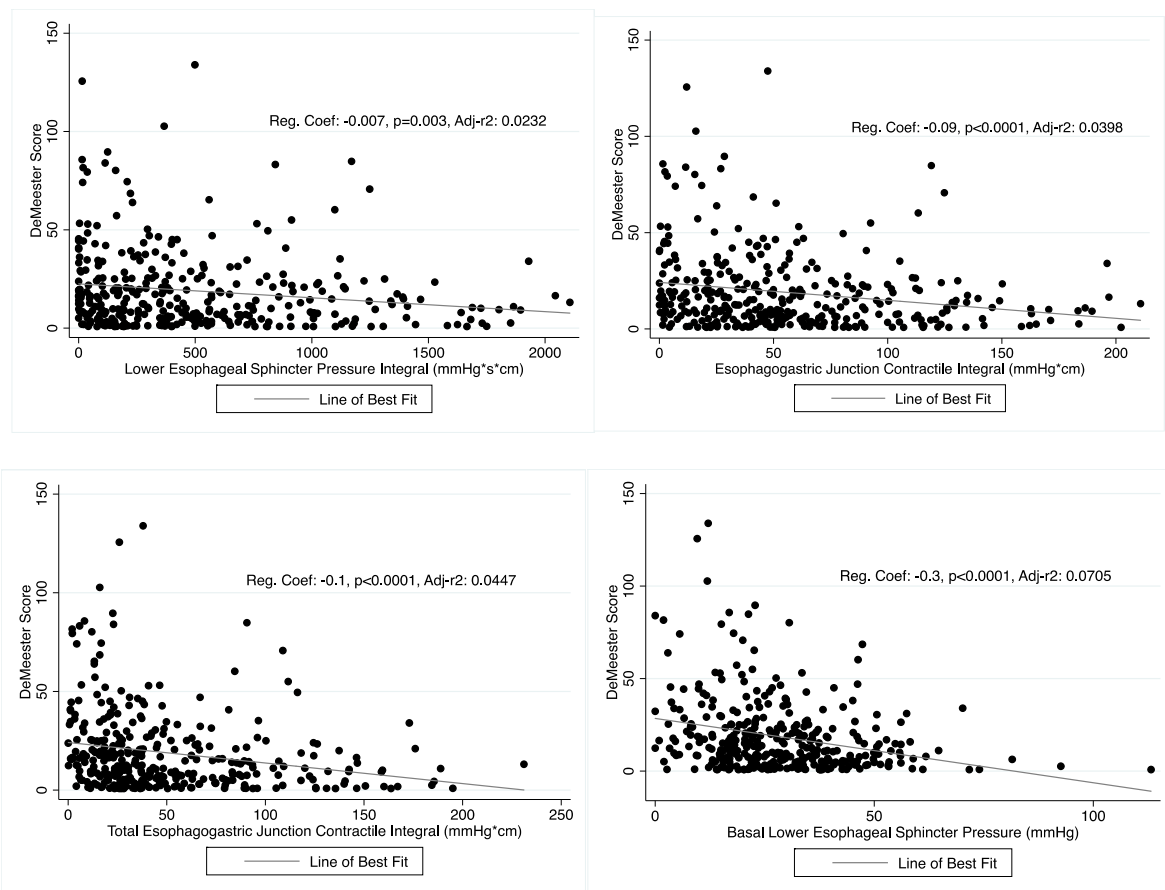 150
100
50
0
DeMeester Score
Reg. Coef: -0.007, p=0.003, Adj-r2: 0.0232
0 500 1000 1500 2000
Lower Esophageal Sphincter Pressure Integral (mmHg*s*cm)
Line of Best Fit
150
100
50
0
DeMeester Score
Reg. Coef: -0.09, p<0.0001, Adj-r2: 0.0398
0 50 100 150 200
Esophagogastric Junction Contractile Integral (mmHg*cm)
Line of Best Fit
150
100
50
0
DeMeester Score
Reg. Coef: -0.1, p<0.0001, Adj-r2: 0.0447
0 50 100 150 200 250
Total Esophagogastric Junction Contractile Integral (mmHg*cm)
Line of Best Fit
150
100
50
0
DeMeester Score
Reg. Coef: -0.3, p<0.0001, Adj-r2: 0.0705
0 50 100
Basal Lower Esophageal Sphincter Pressure (mmHg)
Line of Best Fit